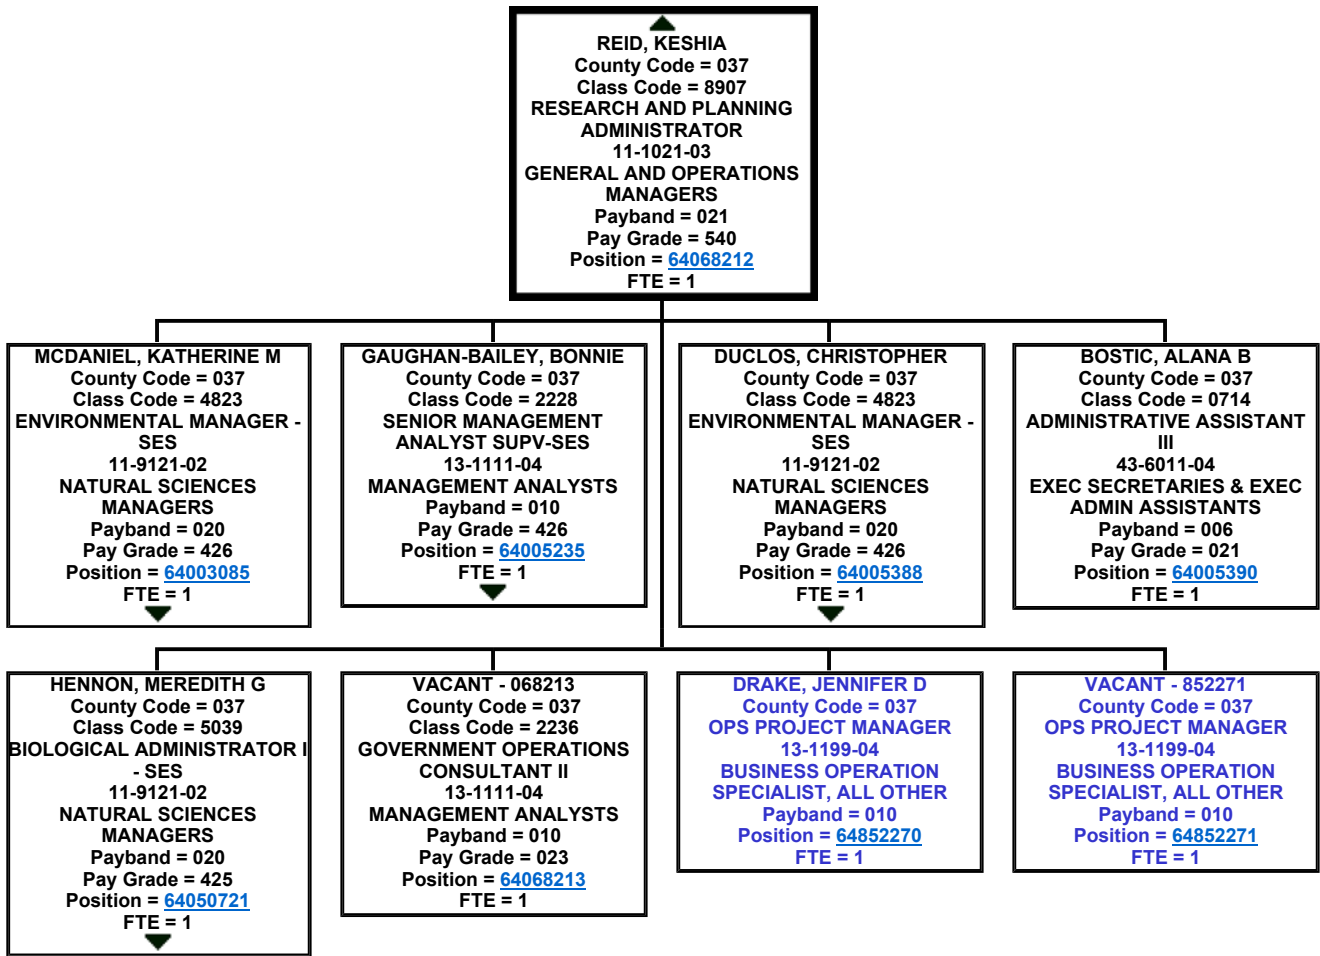 REID, KESHIA
County Code = 037
Class Code = 8907
RESEARCH AND PLANNING
ADMINISTRATOR
11-1021-03
GENERAL AND OPERATIONS
MANAGERS
Payband = 021
Pay Grade = 540
Position = 64068212
FTE = 1
MCDANIEL, KATHERINE M
County Code = 037
Class Code = 4823
ENVIRONMENTAL MANAGER -
SES
11-9121-02
NATURAL SCIENCES
MANAGERS
Payband = 020
Pay Grade = 426
Position = 64003085
FTE = 1
GAUGHAN-BAILEY, BONNIE
County Code = 037
Class Code = 2228
SENIOR MANAGEMENT
ANALYST SUPV-SES
13-1111-04
MANAGEMENT ANALYSTS
Payband = 010
Pay Grade = 426
Position = 64005235
FTE = 1
DUCLOS, CHRISTOPHER
County Code = 037
Class Code = 4823
ENVIRONMENTAL MANAGER -
SES
11-9121-02
NATURAL SCIENCES
MANAGERS
Payband = 020
Pay Grade = 426
Position = 64005388
FTE = 1
BOSTIC, ALANA B
County Code = 037
Class Code = 0714
ADMINISTRATIVE ASSISTANT
III
43-6011-04
EXEC SECRETARIES & EXEC
ADMIN ASSISTANTS
Payband = 006
Pay Grade = 021
Position = 64005390
FTE = 1
HENNON, MEREDITH G
County Code = 037
Class Code = 5039
BIOLOGICAL ADMINISTRATOR I
- SES
11-9121-02
NATURAL SCIENCES
MANAGERS
Payband = 020
Pay Grade = 425
Position = 64050721
FTE = 1
VACANT - 068213
County Code = 037
Class Code = 2236
GOVERNMENT OPERATIONS
CONSULTANT II
13-1111-04
MANAGEMENT ANALYSTS
Payband = 010
Pay Grade = 023
Position = 64068213
FTE = 1
DRAKE, JENNIFER D
County Code = 037
OPS PROJECT MANAGER
13-1199-04
BUSINESS OPERATION
SPECIALIST, ALL OTHER
Payband = 010
Position = 64852270
FTE = 1
VACANT - 852271
County Code = 037
OPS PROJECT MANAGER
13-1199-04
BUSINESS OPERATION
SPECIALIST, ALL OTHER
Payband = 010
Position = 64852271
FTE = 1